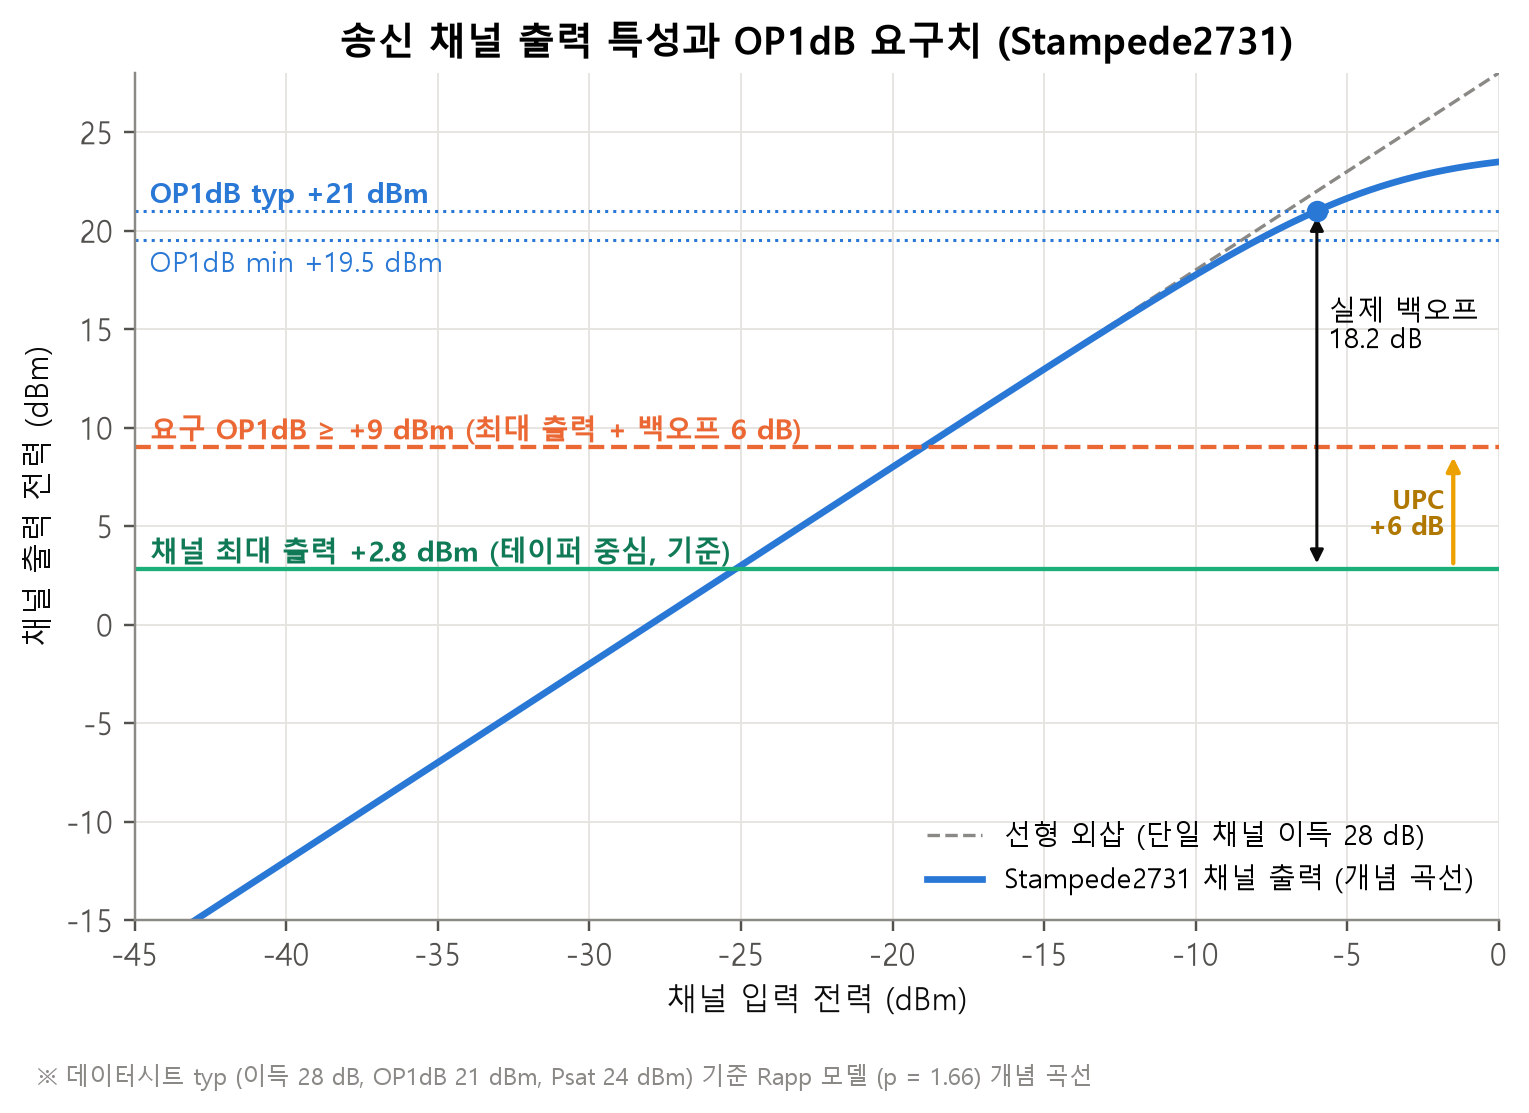 송신 채널 출력 특성과 OP1dB 요구치 (Stampede2731)
채널 출력 전력 (dBm)
25
20
15
10
5
0
-5
-10
-15
OP1dB typ +21 dBm
OP1dB min +19.5 dBm
실제 백오프
18.2 dB
요구 OP1dB ≥ +9 dBm (최대 출력 + 백오프 6 dB)
UPC
+6 dB
채널 최대 출력 +2.8 dBm (테이퍼 중심, 기준)
선형 외삽 (단일 채널 이득 28 dB)
Stampede2731 채널 출력 (개념 곡선)
-45
-40
-35
-30
-25
-20
-15
-10
-5
0
채널 입력 전력 (dBm)
※ 데이터시트 typ (이득 28 dB, OP1dB 21 dBm, Psat 24 dBm) 기준 Rapp 모델 (p = 1.66) 개념 곡선